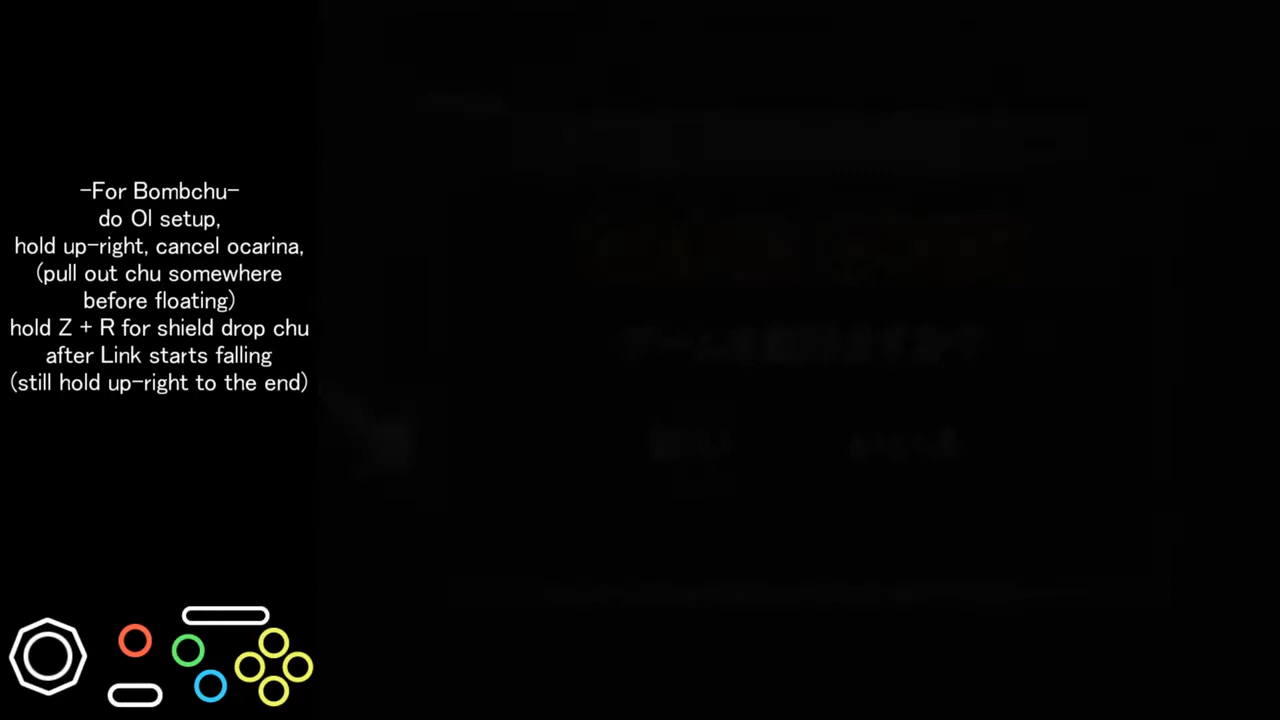 -For Bombchu-
do OI setup,
hold up-right, cancel ocarina,
(pull out chu somewhere
before floating)
hold Z + R for shield drop chu
after Link starts falling
(still hold up-right to the end)